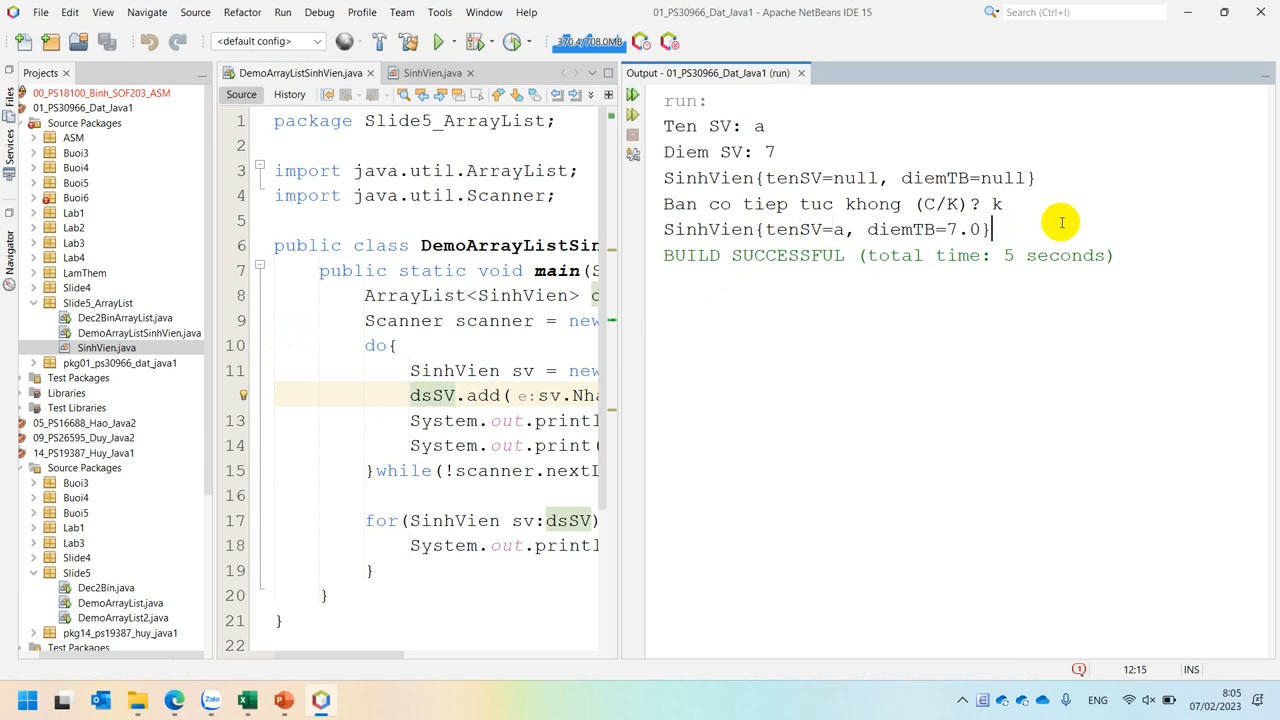 File Edit View Navigate Source Refactor Run Debug Profile Team Tools Window Help 01_PS30966_Dat_Java1 - Apache NetBeans IDE 15 Search (Ctrl+I)
<default config> 370.4/708.0MB
Projects DemoArrayListSinhVien.java SinhVien.java Output - 01_PS30966_Dat_Java1 (run)
Files
Services
Navigator
00_PS18100_Binh_SOF203_ASM
01_PS30966_Dat_Java1
Source Packages
ASM
Buoi3
Buoi4
Buoi5
Buoi6
Lab1
Lab2
Lab3
Lab4
LamThem
Slide4
Slide5_ArrayList
Dec2BinArrayList.java
DemoArrayListSinhVien.java
SinhVien.java
pkg01_ps30966_dat_java1
Test Packages
Libraries
Test Libraries
05_PS16688_Hao_Java2
09_PS26595_Duy_Java2
14_PS19387_Huy_Java1
Source Packages
Buoi3
Buoi4
Buoi5
Lab1
Lab3
Slide4
Slide5
Dec2Bin.java
DemoArrayList.java
DemoArrayList2.java
pkg14_ps19387_huy_java1
Test Packages
Source History
1 package Slide5_ArrayList;
2
3 import java.util.ArrayList;
4 import java.util.Scanner;
5
6 public class DemoArrayListSin
7 public static void main(S
8 ArrayList<SinhVien> d
9 Scanner scanner = new
10 do{
11 SinhVien sv = new
dsSV.add( e: sv.Nha
13 System.out.printl
14 System.out.print(
15 }while(!scanner.nextL
16
17 for(SinhVien sv:dsSV)
18 System.out.printl
19 }
20 }
21 }
22
run:
Ten SV: a
Diem SV: 7
SinhVien{tenSV=null, diemTB=null}
Ban co tiep tuc khong (C/K)? k
SinhVien{tenSV=a, diemTB=7.0}
BUILD SUCCESSFUL (total time: 5 seconds)
1 12:15 INS
Zalo ENG 8:05
07/02/2023